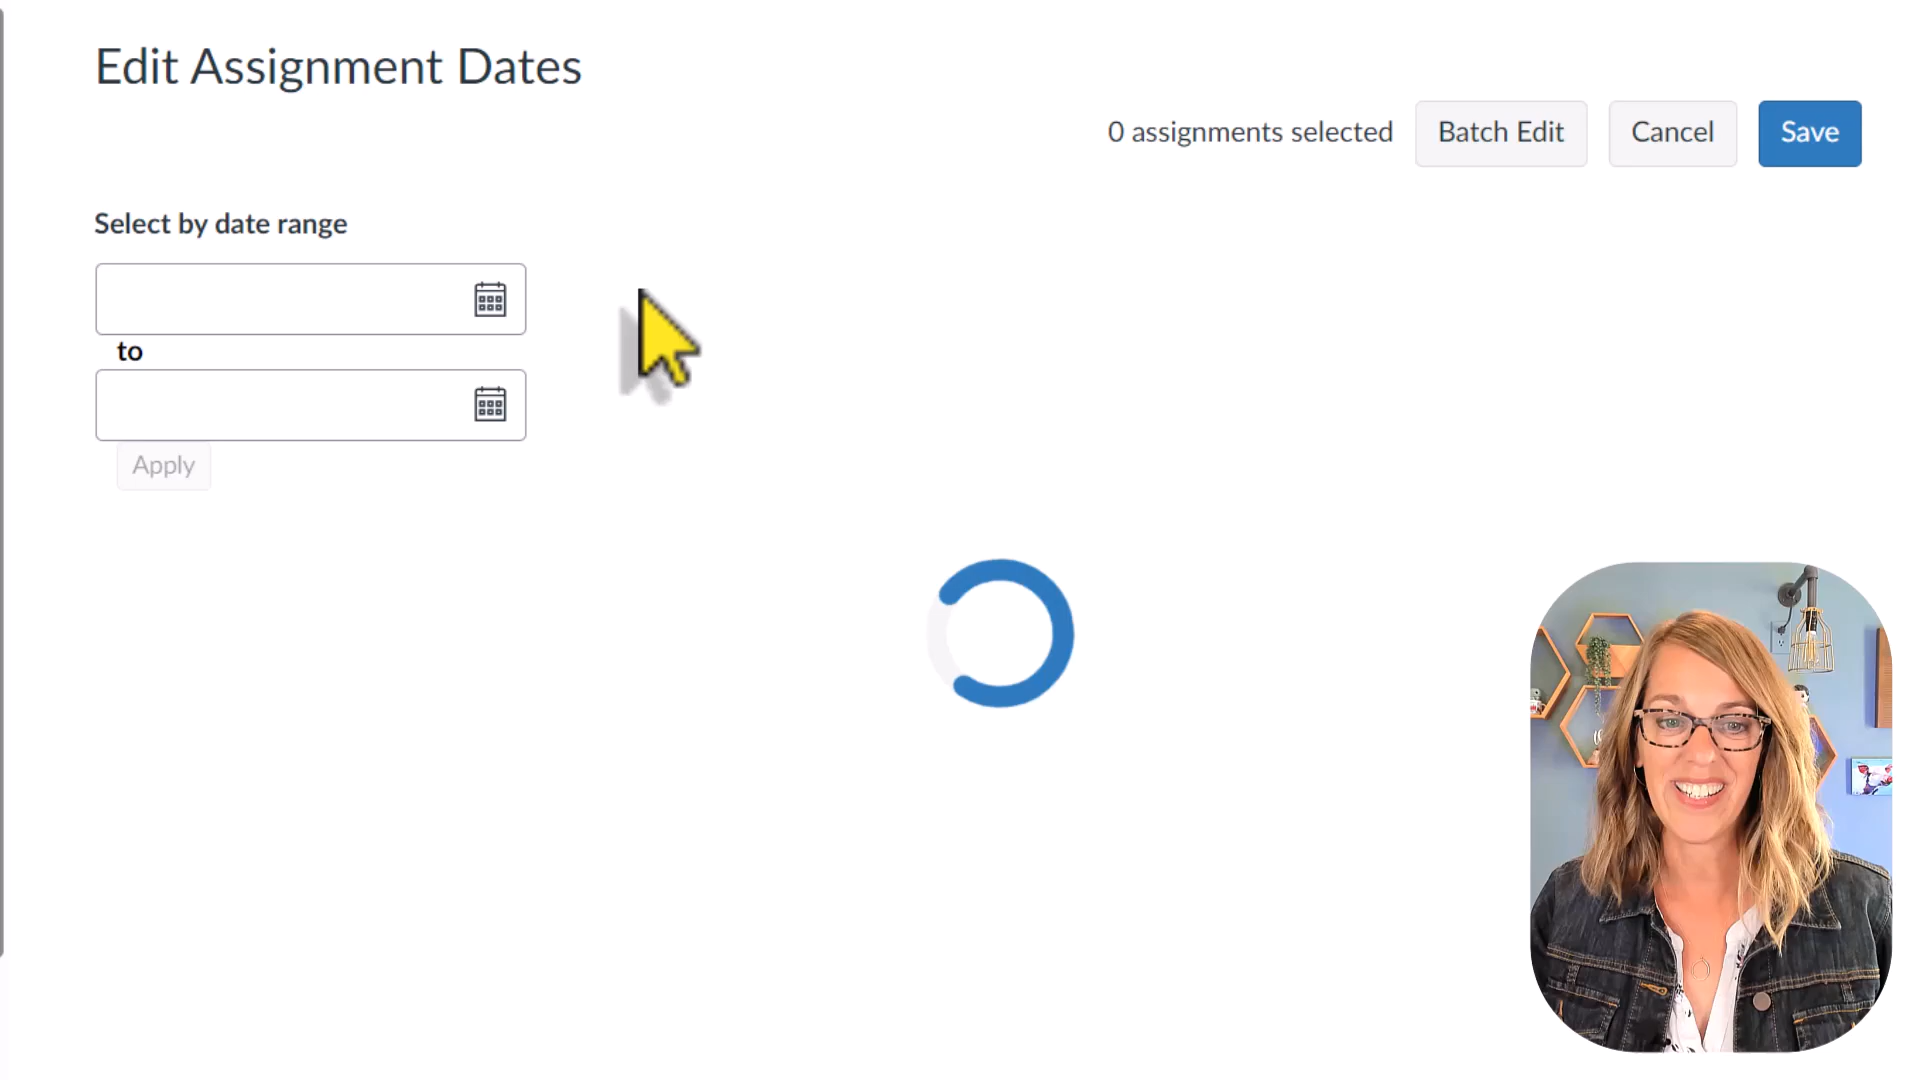 Edit Assignment Dates
0 assignments selected
Batch Edit
Cancel
Save
Select by date range
to
Apply